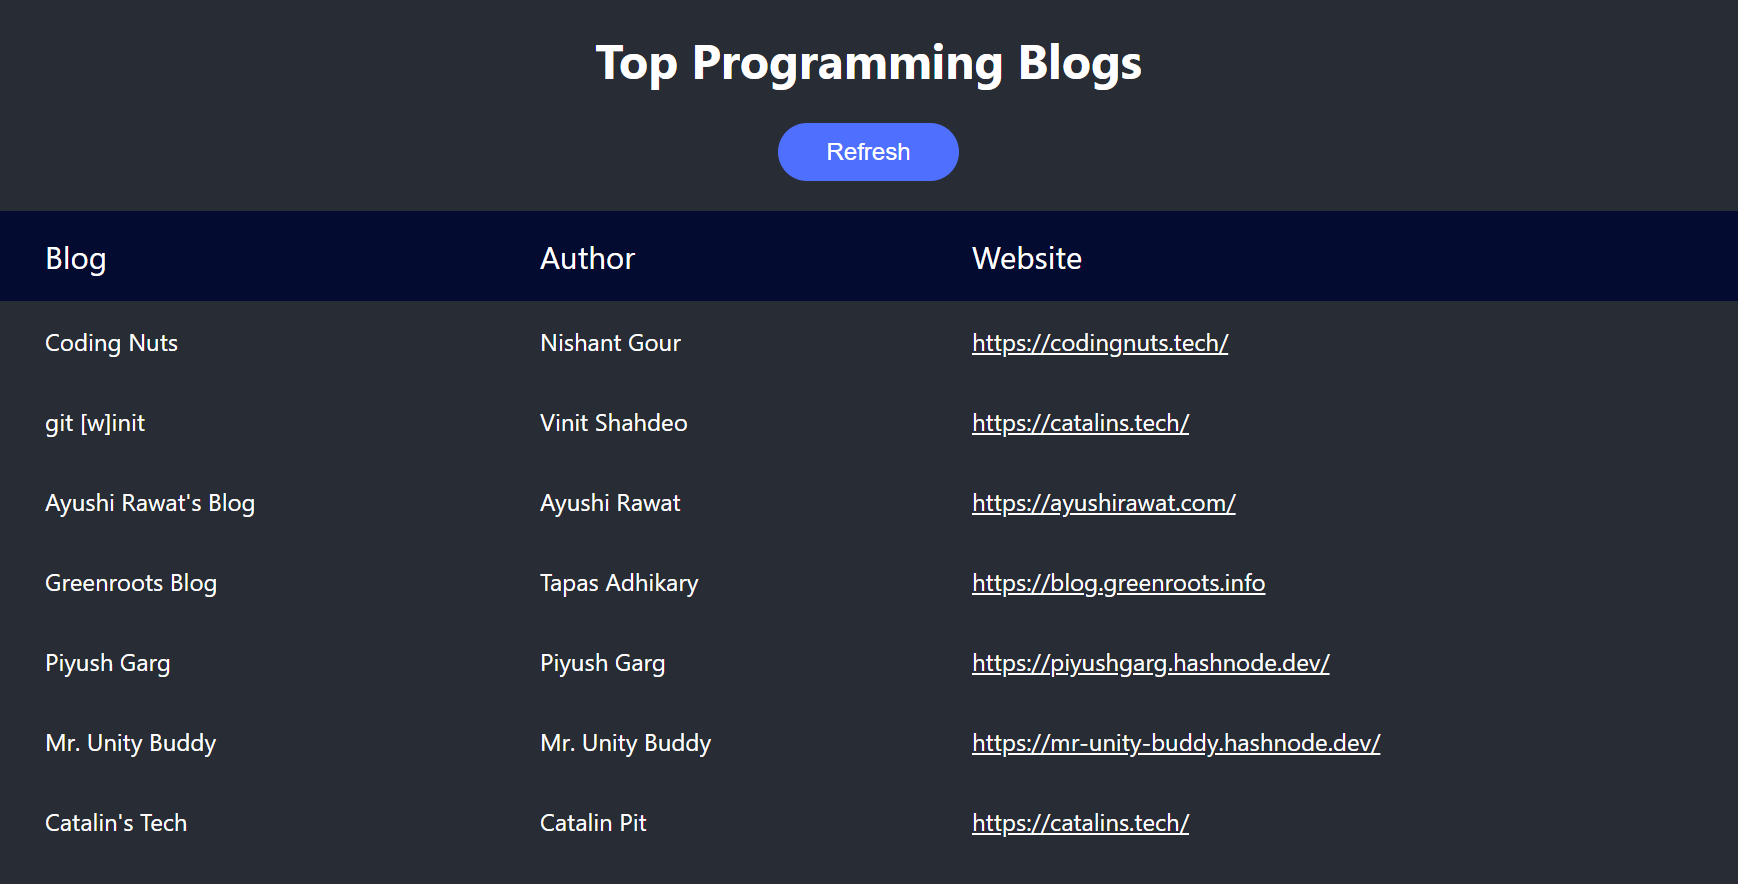 Top Programming Blogs
Refresh
Blog Author Website
Coding Nuts Nishant Gour https://codingnuts.tech/
git [w]init Vinit Shahdeo https://catalins.tech/
Ayushi Rawat's Blog Ayushi Rawat https://ayushirawat.com/
Greenroots Blog Tapas Adhikary https://blog.greenroots.info
Piyush Garg Piyush Garg https://piyushgarg.hashnode.dev/
Mr. Unity Buddy Mr. Unity Buddy https://mr-unity-buddy.hashnode.dev/
Catalin's Tech Catalin Pit https://catalins.tech/